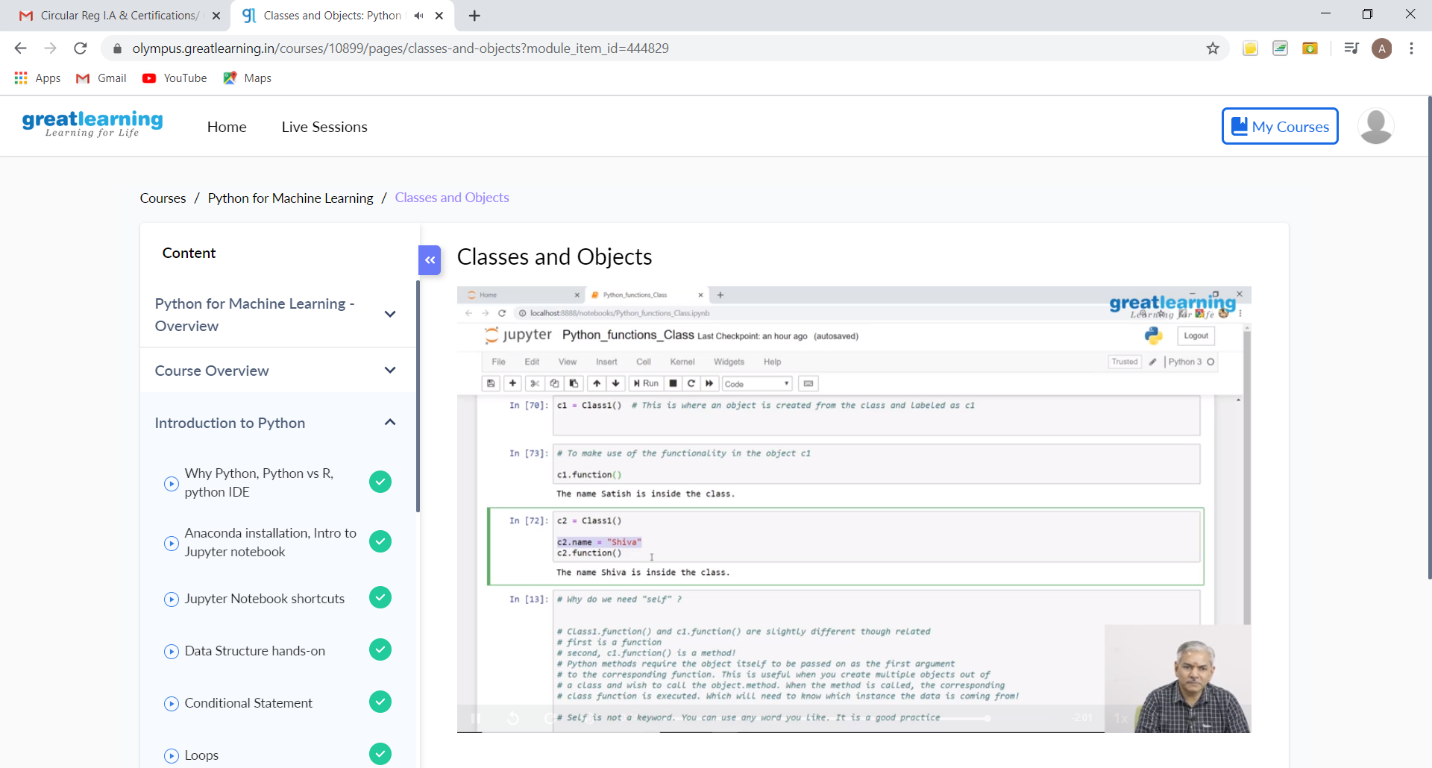 Circular Reg I.A & Certifications/
Classes and Objects: Python
olympus.greatlearning.in/courses/10899/pages/classes-and-objects?module_item_id=444829
A
Apps Gmail YouTube Maps
greatlearning
Learning for Life
Home Live Sessions My Courses
Courses / Python for Machine Learning / Classes and Objects
Content
Python for Machine Learning -
Overview
Course Overview
Introduction to Python
Why Python, Python vs R,
python IDE
Anaconda installation, Intro to
Jupyter notebook
Jupyter Notebook shortcuts
Data Structure hands-on
Conditional Statement
Loops
Classes and Objects
Home Python_functions_Class
localhost:8888/notebooks/Python_functions_Class.ipynb
greatlearning
Learning for Life
jupyter Python_functions_Class Last Checkpoint: an hour ago (autosaved)
Logout
File Edit View Insert Cell Kernel Widgets Help
Trusted Python 3
Run Code
In [70]: c1 = Class1() # This is where an object is created from the class and labeled as c1
In [73]: # To make use of the functionality in the object c1
c1.function()
The name Satish is inside the class.
In [72]: c2 = Class1()
c2.name = "Shiva"
c2.function()
The name Shiva is inside the class.
In [13]: # Why do we need "self" ?
# Class1.function() and c1.function() are slightly different though related
# first is a function
# second, c1.function() is a method!
# Python methods require the object itself to be passed on as the first argument
# to the corresponding function. This is useful when you create multiple objects out of
# a class and wish to call the object.method. When the method is called, the corresponding
# class function is executed. Which will need to know which instance the data is coming from!
# Self is not a keyword. You can use any word you like. It is a good practice
-2:81 1x